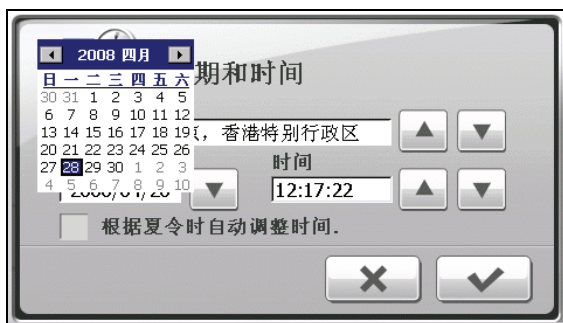 2008 四月
日 一 二 三 四 五 六
30 31 1 2 3 4 5
6 7 8 9 10 11 12
13 14 15 16 17 18 19
20 21 22 23 24 25 26
27 28 29 30 1 2 3
4 5 6 7 8 9 10
期和时间
, 香港特别行政区
时间
12:17:22
根据夏令时自动调整时间.